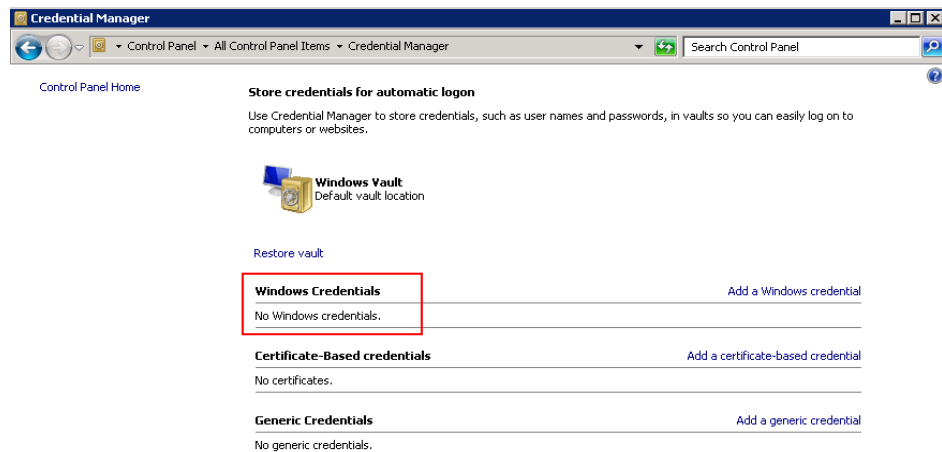 Credential Manager
Control Panel All Control Panel Items Credential Manager Search Control Panel
Control Panel Home
Store credentials for automatic logon
Use Credential Manager to store credentials, such as user names and passwords, in vaults so you can easily log on to
computers or websites.
Windows Vault
Default vault location
Restore vault
Windows Credentials Add a Windows credential
No Windows credentials.
Certificate-Based credentials Add a certificate-based credential
No certificates.
Generic Credentials Add a generic credential
No generic credentials.